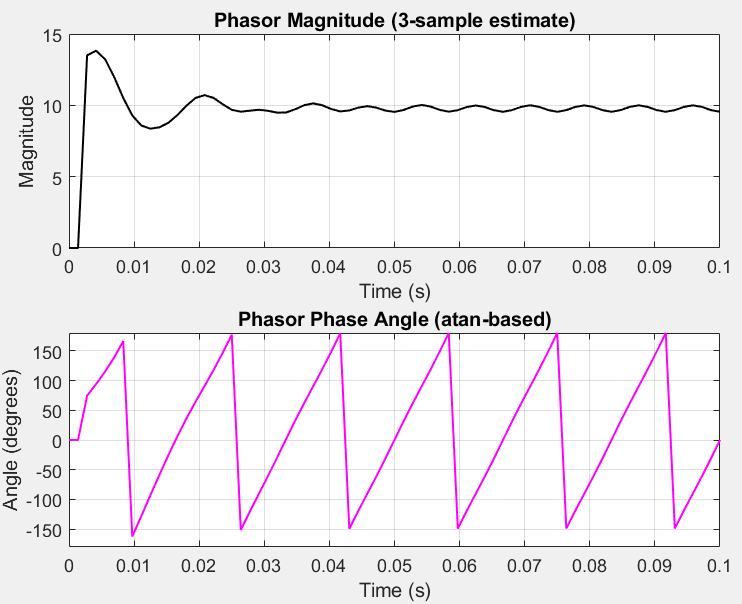 Phasor Magnitude (3-sample estimate)
15
10
5
0
Magnitude
0 0.01 0.02 0.03 0.04 0.05 0.06 0.07 0.08 0.09 0.1
Time (s)
Phasor Phase Angle (atan-based)
150
100
50
0
-50
-100
-150
Angle (degrees)
0 0.01 0.02 0.03 0.04 0.05 0.06 0.07 0.08 0.09 0.1
Time (s)